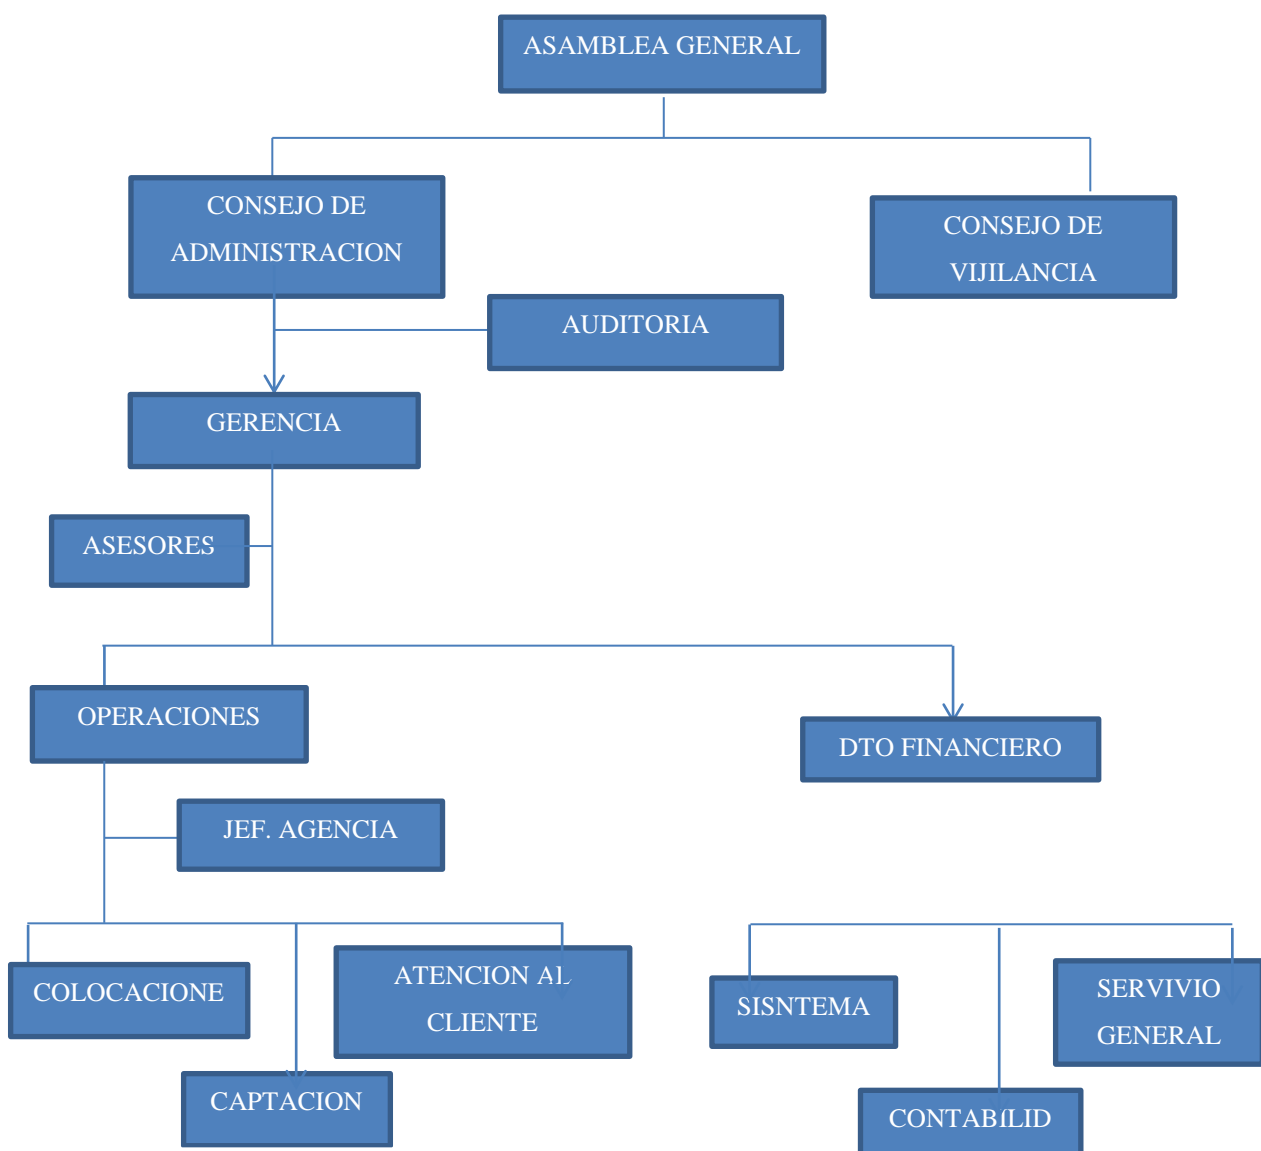 ASAMBLEA GENERAL
CONSEJO DE
ADMINISTRACION
CONSEJO DE
VIJILANCIA
AUDITORIA
GERENCIA
ASESORES
OPERACIONES
DTO FINANCIERO
JEF. AGENCIA
COLOCACIONE
ATENCION AL
CLIENTE
SISNTEMA
SERVIVIO
GENERAL
CAPTACION
CONTABILID